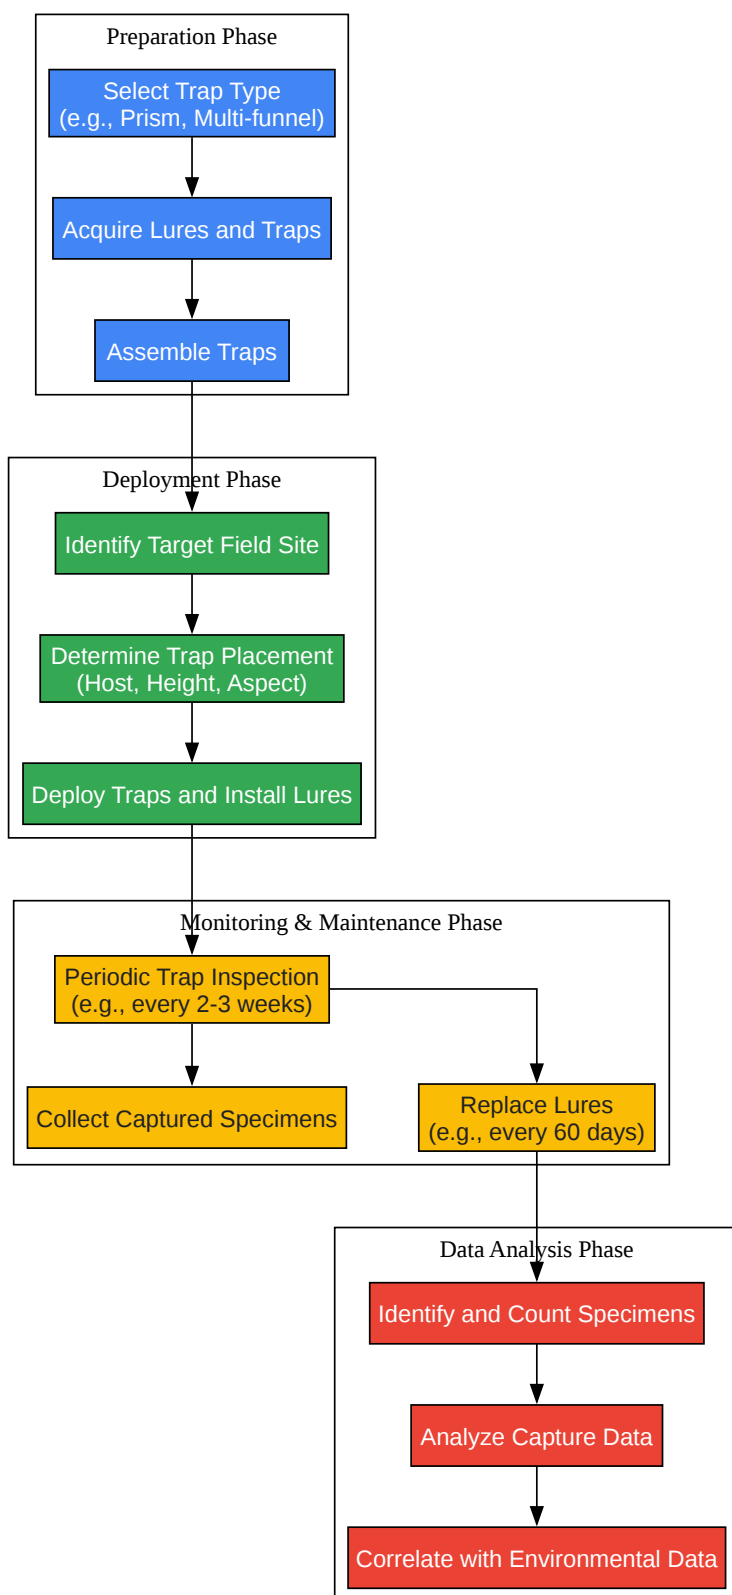 Preparation Phase
Select Trap Type
(e.g., Prism, Multi-funnel)
Acquire Lures and Traps
Assemble Traps
Deployment Phase
Identify Target Field Site
Determine Trap Placement
(Host, Height, Aspect)
Deploy Traps and Install Lures
Monitoring & Maintenance Phase
Periodic Trap Inspection
(e.g., every 2-3 weeks)
Collect Captured Specimens
Replace Lures
(e.g., every 60 days)
Data Analysis Phase
Identify and Count Specimens
Analyze Capture Data
Correlate with Environmental Data